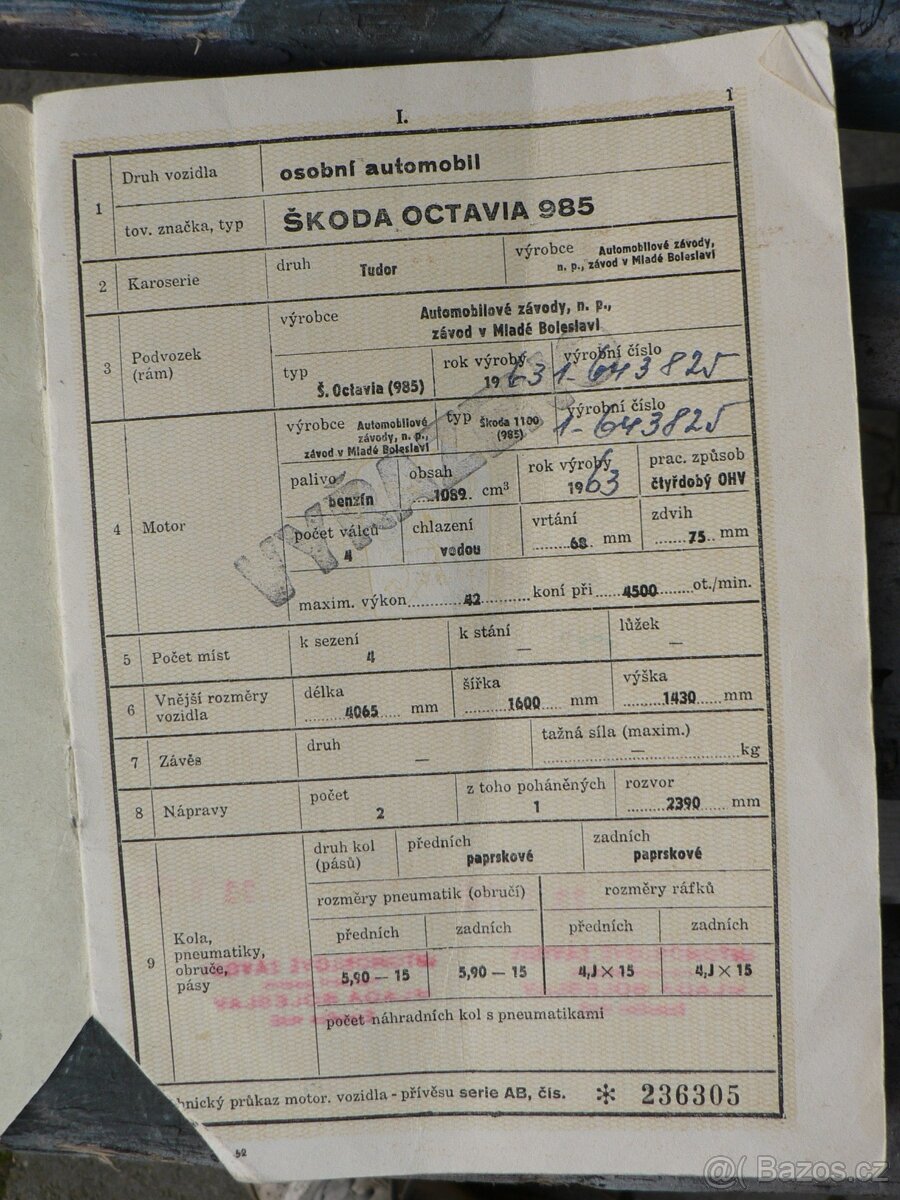 I. 1
1 Druh vozidla osobní automobil
tov. značka, typ ŠKODA OCTAVIA 985
2 Karoserie druh Tudor výrobce Automobilové závody,
n. p., závod v Mladé Boleslavi
3 Podvozek (rám) výrobce Automobilové závody, n. p.,
závod v Mladé Boleslavi
typ Š. Octavia (985) rok výroby 1963 výrobní číslo 1-643825
4 Motor výrobce Automobilové
závody, n. p.,
závod v Mladé Boleslavi
typ Škoda 1100
(985)
výrobní číslo 1-643825
palivo benzín obsah 1089 cm³ rok výroby 1963 prac. způsob čtyřdobý OHV
počet válců 4 chlazení vodou vrtání 68 mm zdvih 75 mm
maxim. výkon 42 koní při 4500 ot./min.
VYŘAZENO
5 Počet míst k sezení 4 k stání — lůžek —
6 Vnější rozměry
vozidla
délka 4065 mm šířka 1600 mm výška 1430 mm
7 Závěs druh — tažná síla (maxim.) — kg
8 Nápravy počet 2 z toho poháněných 1 rozvor 2390 mm
9 Kola,
pneumatiky,
obruče,
pásy
druh kol
(pásů)
předních paprskové zadních paprskové
rozměry pneumatik (obručí) rozměry ráfků
předních zadních předních zadních
5,90 — 15 5,90 — 15 4,J × 15 4,J × 15
počet náhradních kol s pneumatikami
hnický průkaz motor. vozidla - přívěsu serie AB, čís. * 236305
52
@( Bazos.cz